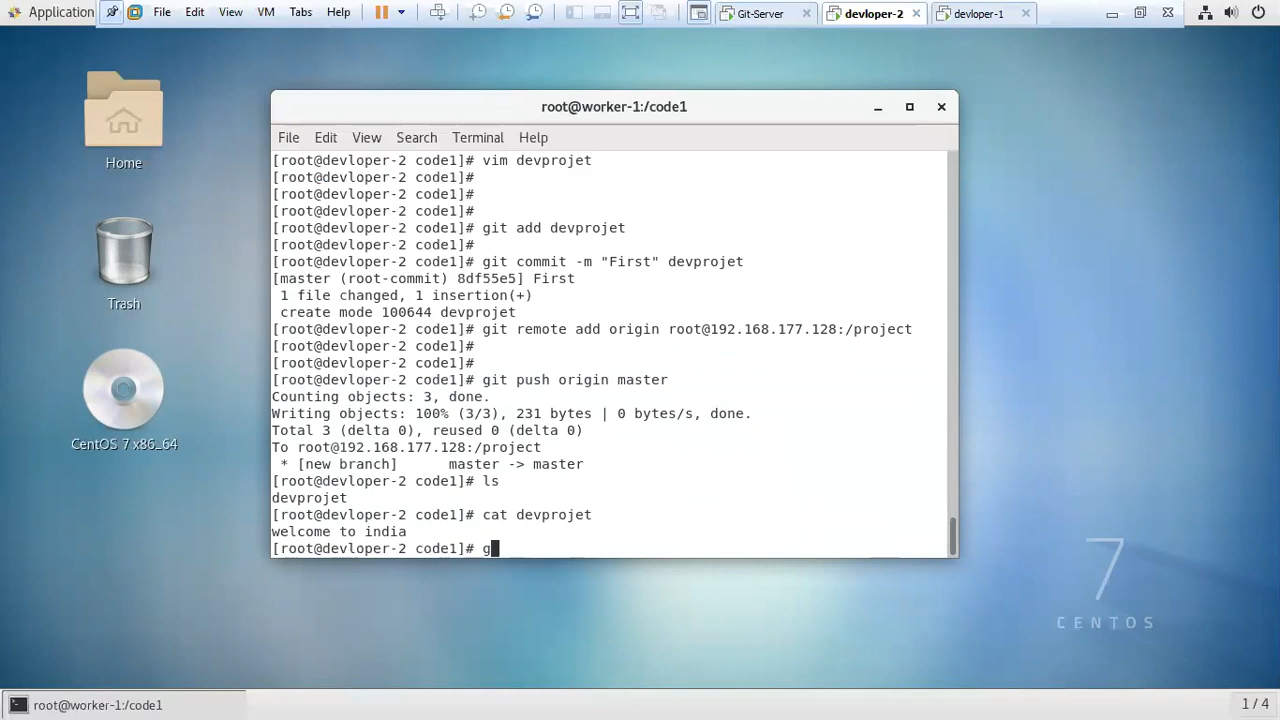 Application
File Edit View VM Tabs Help
Git-Server
devloper-2
devloper-1
root@worker-1:/code1
File Edit View Search Terminal Help
Home
Trash
CentOS 7 x86_64
[root@devloper-2 code1]# vim devprojet
[root@devloper-2 code1]#
[root@devloper-2 code1]#
[root@devloper-2 code1]#
[root@devloper-2 code1]# git add devprojet
[root@devloper-2 code1]#
[root@devloper-2 code1]# git commit -m "First" devprojet
[master (root-commit) 8df55e5] First
1 file changed, 1 insertion(+)
create mode 100644 devprojet
[root@devloper-2 code1]# git remote add origin root@192.168.177.128:/project
[root@devloper-2 code1]#
[root@devloper-2 code1]#
[root@devloper-2 code1]# git push origin master
Counting objects: 3, done.
Writing objects: 100% (3/3), 231 bytes | 0 bytes/s, done.
Total 3 (delta 0), reused 0 (delta 0)
To root@192.168.177.128:/project
* [new branch]      master -> master
[root@devloper-2 code1]# ls
devprojet
[root@devloper-2 code1]# cat devprojet
welcome to india
[root@devloper-2 code1]# g
7
CENTOS
root@worker-1:/code1
1 / 4